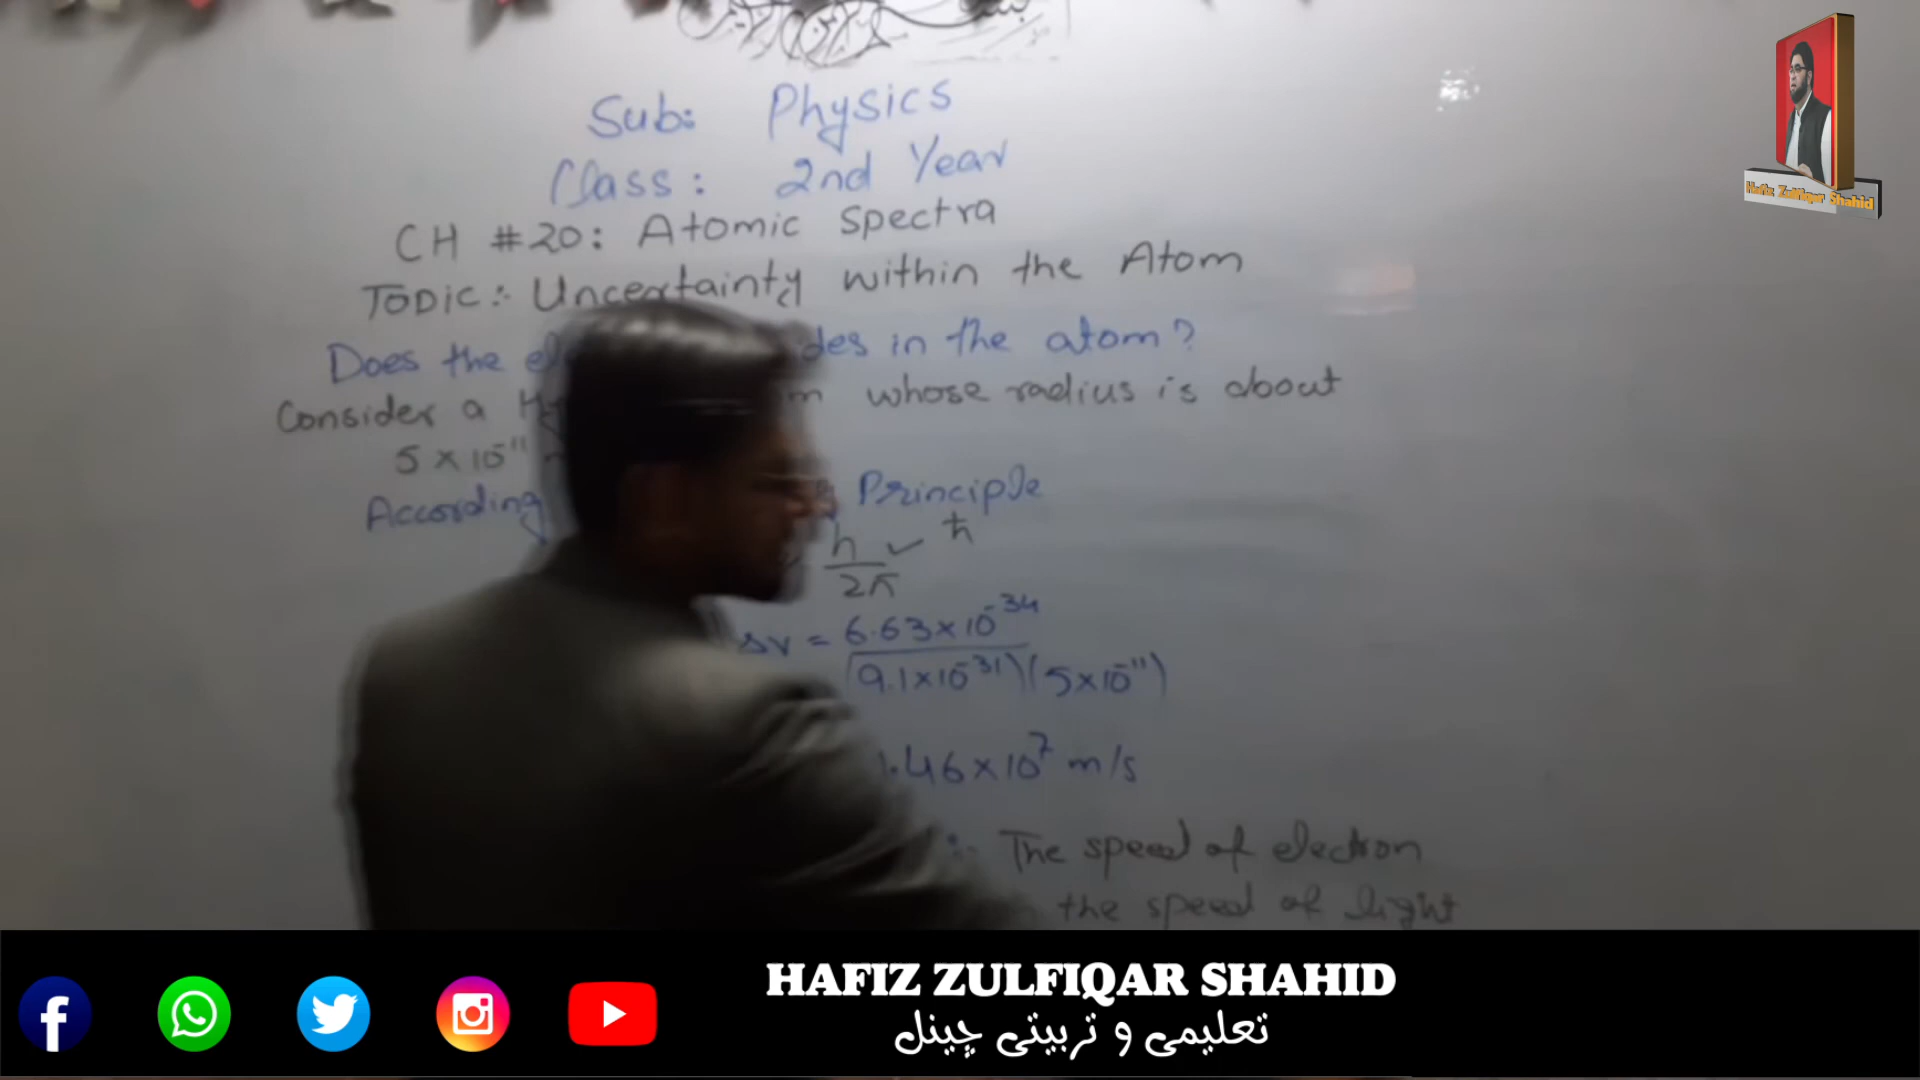 Sub: Physics
Class: 2nd Year
CH #20: Atomic Spectra
TOPIC:- Uncertainty within the Atom
Does the in the atom?
Consider a whose radius is about
5×10⁻¹¹
According Principle
h/2π ✓ ħ
Δv = 6.63×10⁻³⁴
(9.1×10⁻³¹)(5×10⁻¹¹)
1.46×10⁷ m/s
:- The speed of electron
the speed of light
Hafiz Zulfiqar Shahid
HAFIZ ZULFIQAR SHAHID
تعلیمی و تربیتی چینل